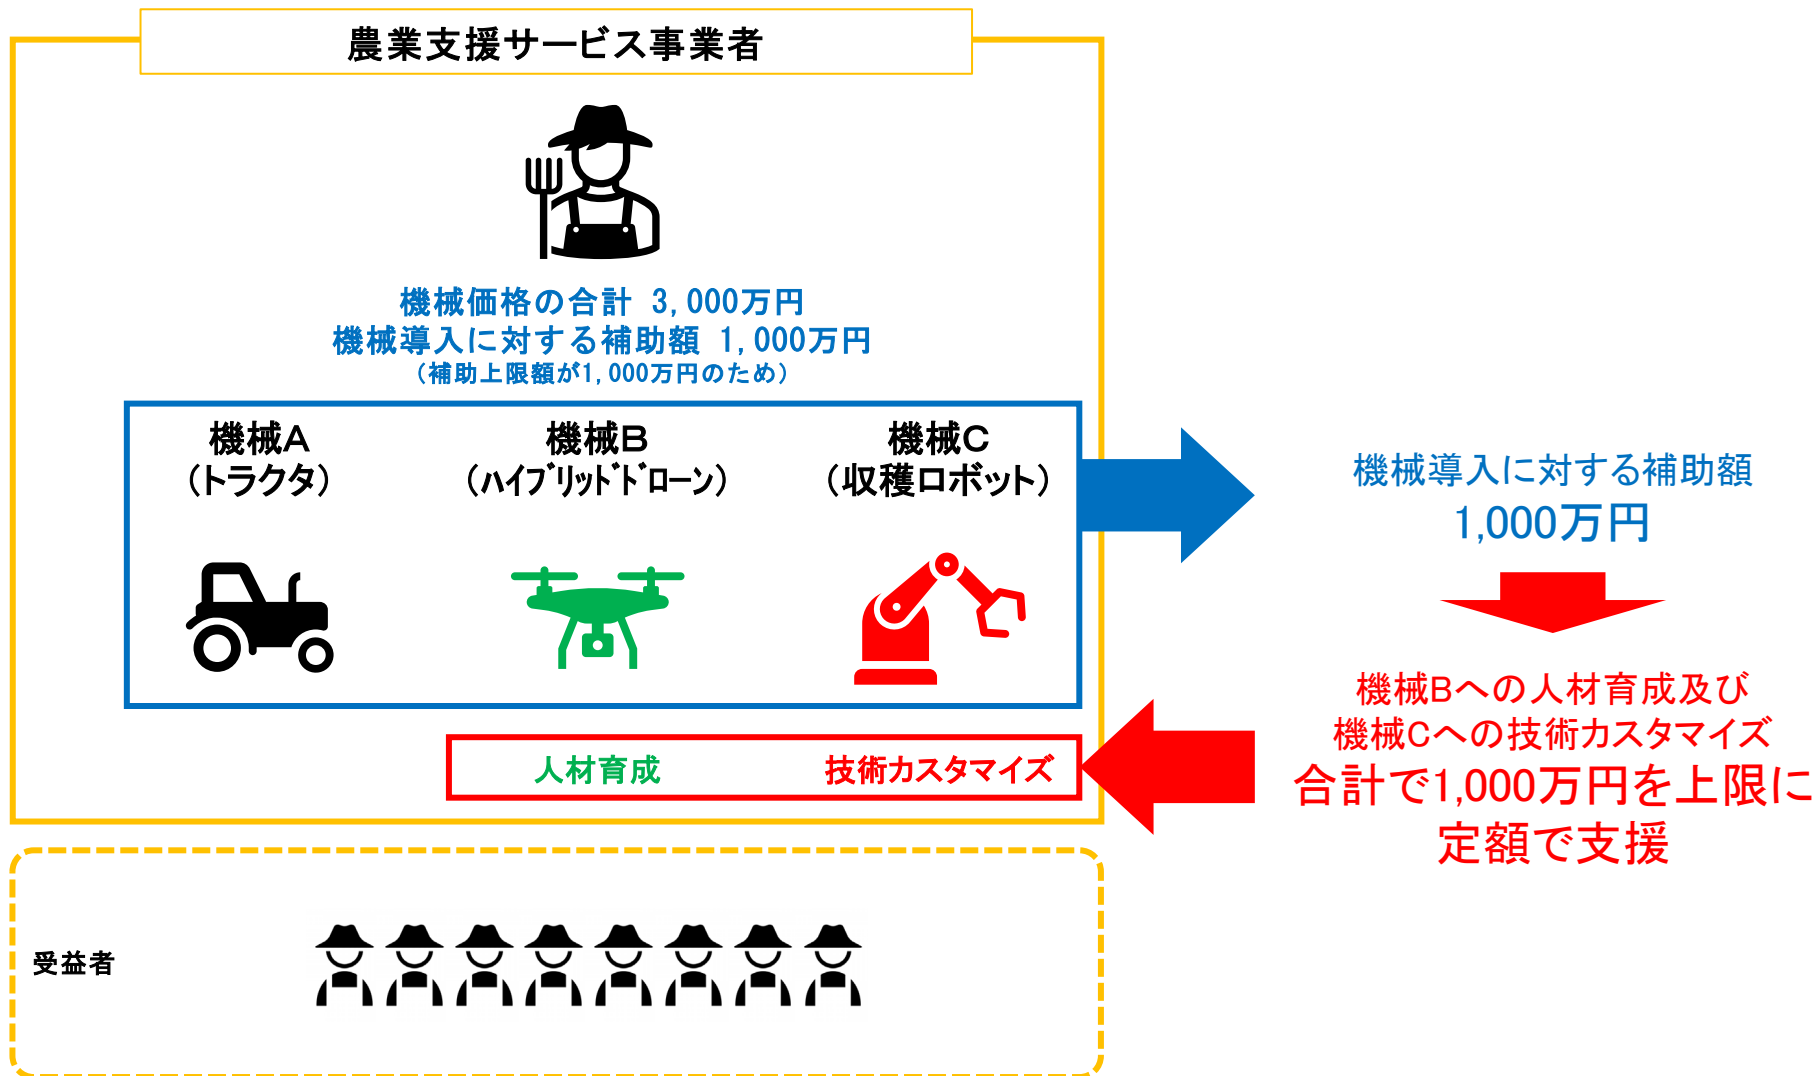 農業支援サービス事業者
機械価格の合計 3,000万円
機械導入に対する補助額 1,000万円
（補助上限額が1,000万円のため）
機械A
（トラクタ）
機械B
（ﾊｲﾌﾞﾘｯﾄﾞﾄﾞﾛｰﾝ）
機械C
（収穫ロボット）
人材育成
技術カスタマイズ
機械導入に対する補助額
1,000万円
機械Bへの人材育成及び
機械Cへの技術カスタマイズ
合計で1,000万円を上限に
定額で支援
受益者